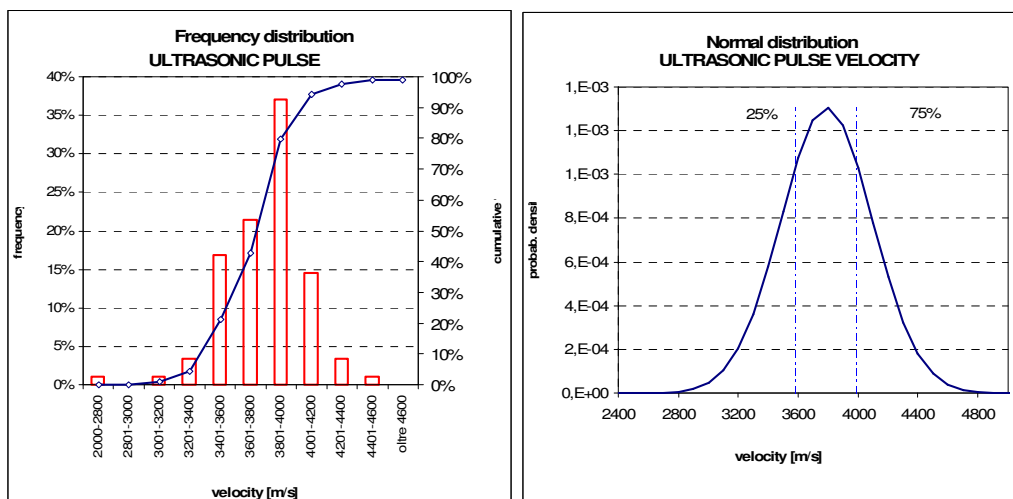 Frequency distribution
ULTRASONIC PULSE
40%
35%
30%
25%
20%
15%
10%
5%
0%
100%
90%
80%
70%
60%
50%
40%
30%
20%
10%
0%
frequency
cumulative
2000-2800
2801-3000
3001-3200
3201-3400
3401-3600
3601-3800
3801-4000
4001-4200
4201-4400
4401-4600
oltre 4600
velocity [m/s]
Normal distribution
ULTRASONIC PULSE VELOCITY
1,E-03
1,E-03
1,E-03
8,E-04
6,E-04
4,E-04
2,E-04
0,E+00
25%
75%
probab. densi
2400
2800
3200
3600
4000
4400
4800
velocity [m/s]